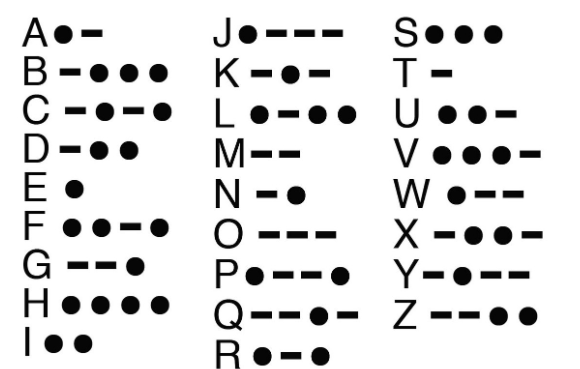 A ● –
B – ● ● ●
C – ● – ●
D – ● ●
E ●
F ● ● – ●
G – – ●
H ● ● ● ●
I ● ●
J ● – – –
K – ● –
L ● – ● ●
M – –
N – ●
O – – –
P ● – – ●
Q – – ● –
R ● – ●
S ● ● ●
T –
U ● ● –
V ● ● ● –
W ● – –
X – ● ● –
Y – ● – –
Z – – ● ●